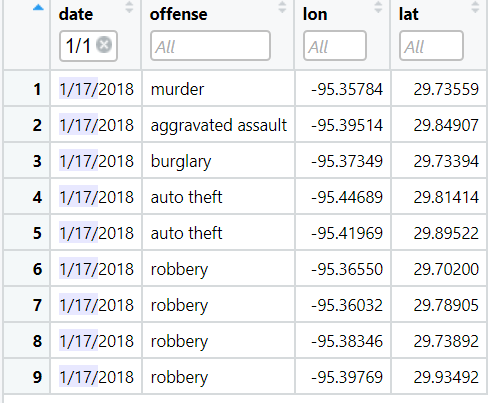 date offense lon lat
1/1 All All All
1 1/17/2018 murder -95.35784 29.73559
2 1/17/2018 aggravated assault -95.39514 29.84907
3 1/17/2018 burglary -95.37349 29.73394
4 1/17/2018 auto theft -95.44689 29.81414
5 1/17/2018 auto theft -95.41969 29.89522
6 1/17/2018 robbery -95.36550 29.70200
7 1/17/2018 robbery -95.36032 29.78905
8 1/17/2018 robbery -95.38346 29.73892
9 1/17/2018 robbery -95.39769 29.93492